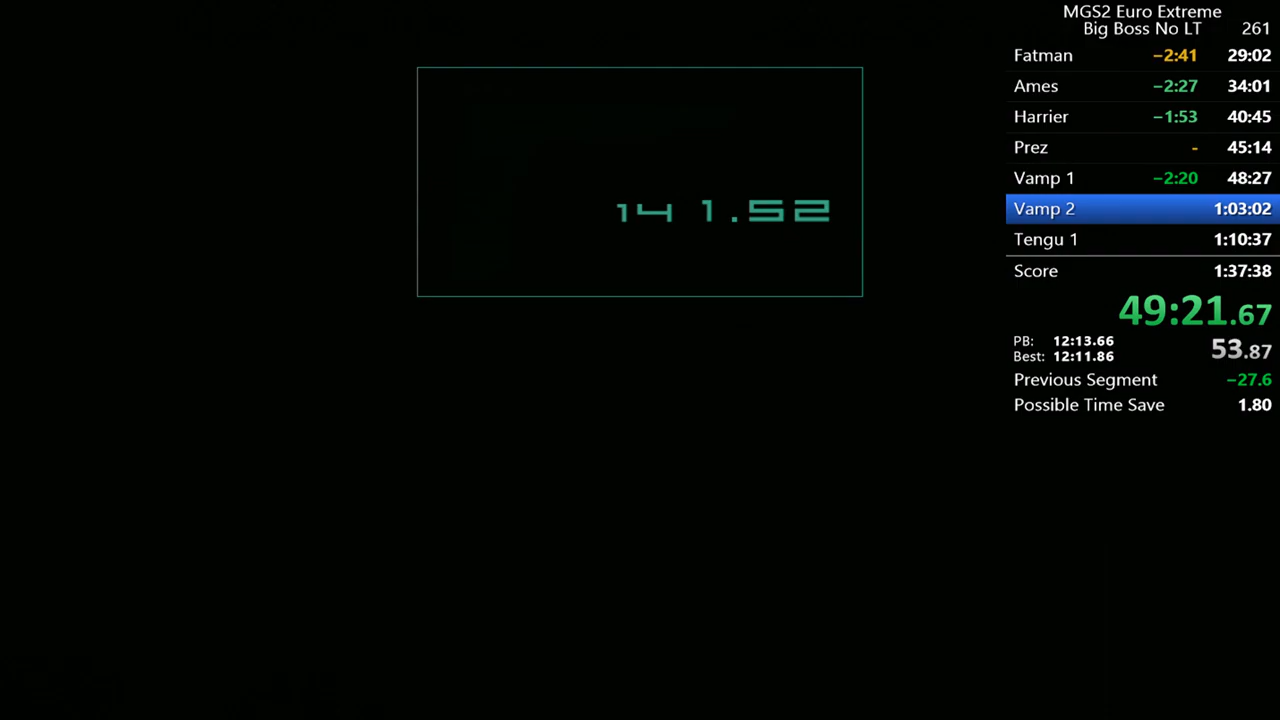 MGS2 Euro Extreme
Big Boss No LT 261
Fatman −2:41 29:02
Ames −2:27 34:01
Harrier −1:53 40:45
Prez - 45:14
Vamp 1 −2:20 48:27
Vamp 2 1:03:02
Tengu 1 1:10:37
Score 1:37:38
49:21.67
PB: 12:13.66
Best: 12:11.86
53.87
Previous Segment −27.6
Possible Time Save 1.80
141.52